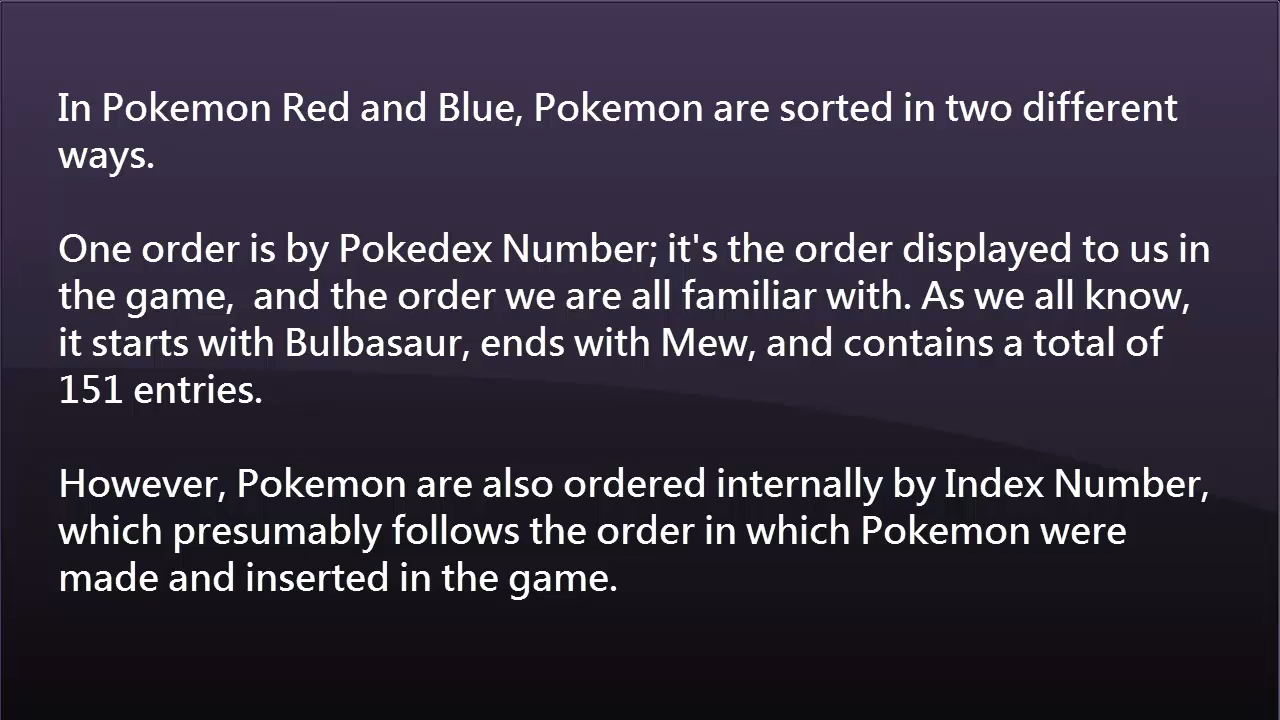 In Pokemon Red and Blue, Pokemon are sorted in two different
ways.
One order is by Pokedex Number; it's the order displayed to us in
the game,  and the order we are all familiar with. As we all know,
it starts with Bulbasaur, ends with Mew, and contains a total of
151 entries.
However, Pokemon are also ordered internally by Index Number,
which presumably follows the order in which Pokemon were
made and inserted in the game.